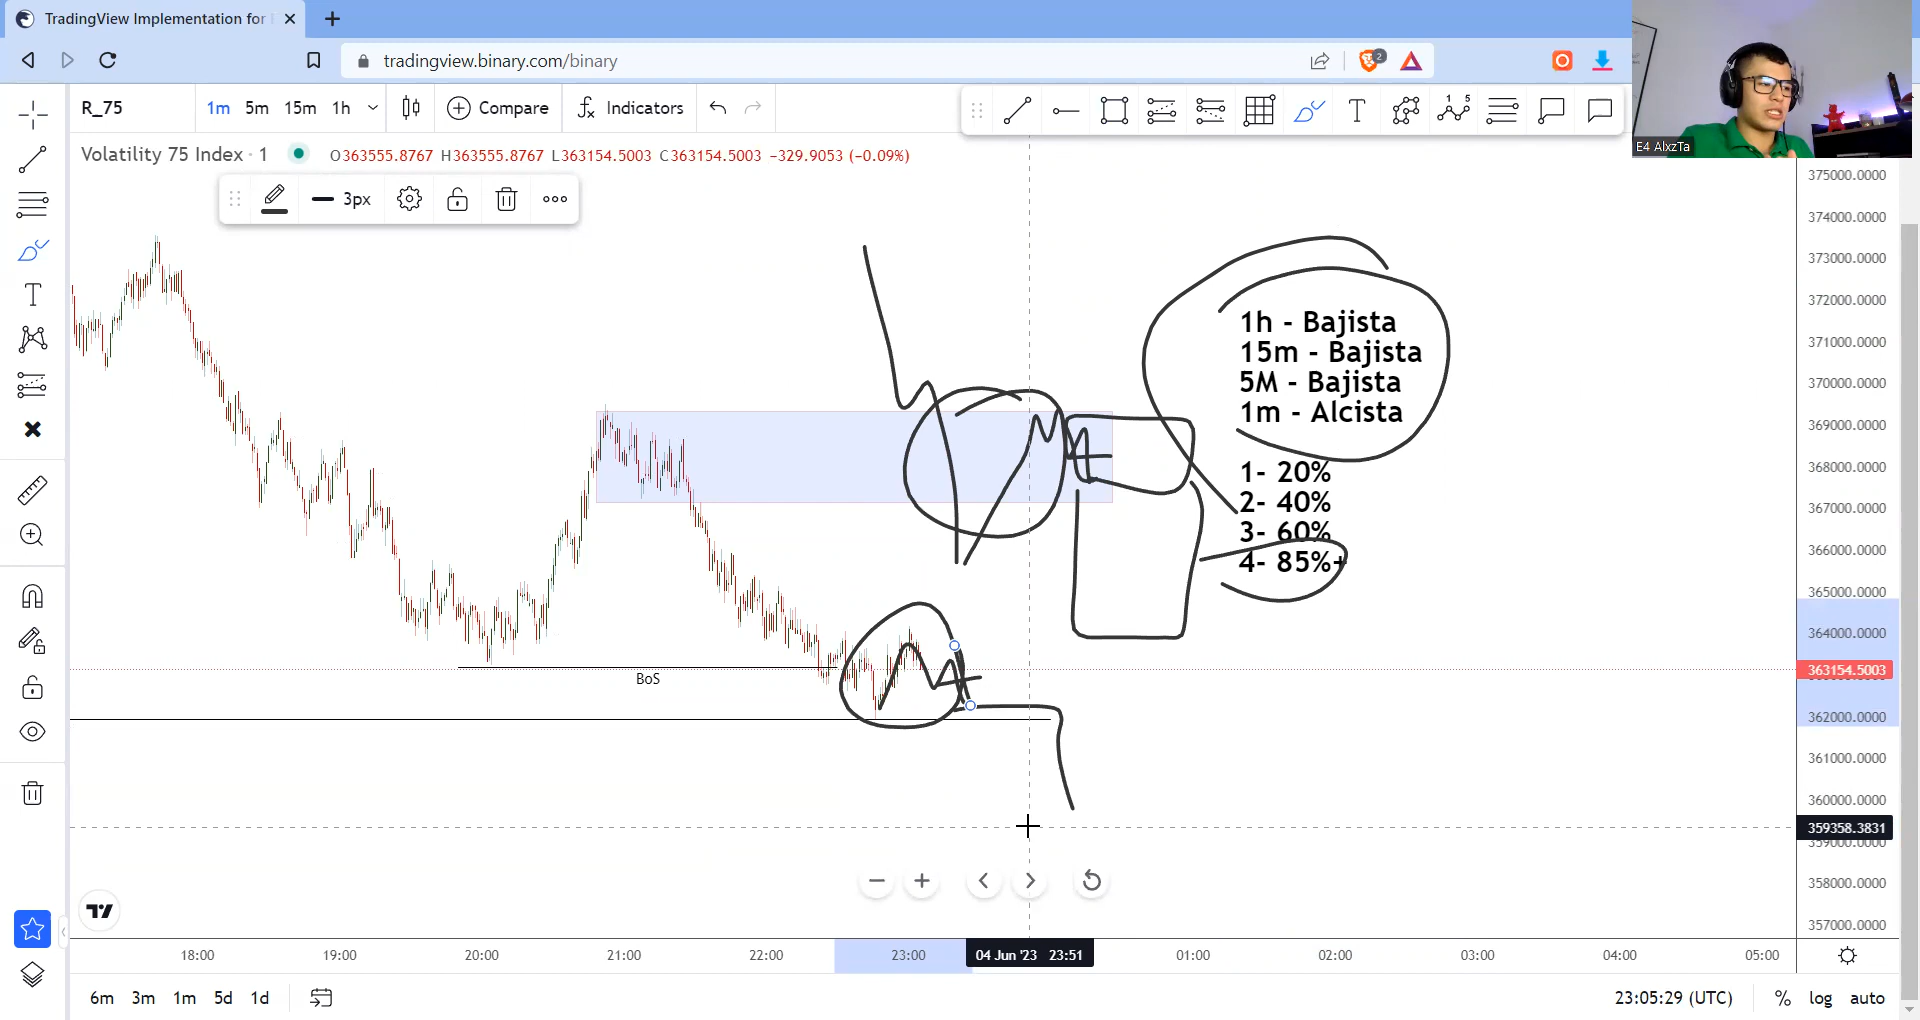 TradingView Implementation for
tradingview.binary.com/binary
2
E4 AlxzTa
R_75
1m 5m 15m 1h
Compare
Indicators
1 5
Volatility 75 Index · 1
O363555.8767 H363555.8767 L363154.5003 C363154.5003 −329.9053 (−0.09%)
3px
1h - Bajista
15m - Bajista
5M - Bajista
1m - Alcista
1- 20%
2- 40%
3- 60%
4- 85%+
BoS
375000.0000
374000.0000
373000.0000
372000.0000
371000.0000
370000.0000
369000.0000
368000.0000
367000.0000
366000.0000
365000.0000
364000.0000
363154.5003
362000.0000
361000.0000
360000.0000
359358.3831
359000.0000
358000.0000
357000.0000
18:00 19:00 20:00 21:00 22:00 23:00 04 Jun '23 23:51 01:00 02:00 03:00 04:00 05:00
6m 3m 1m 5d 1d
23:05:29 (UTC) % log auto